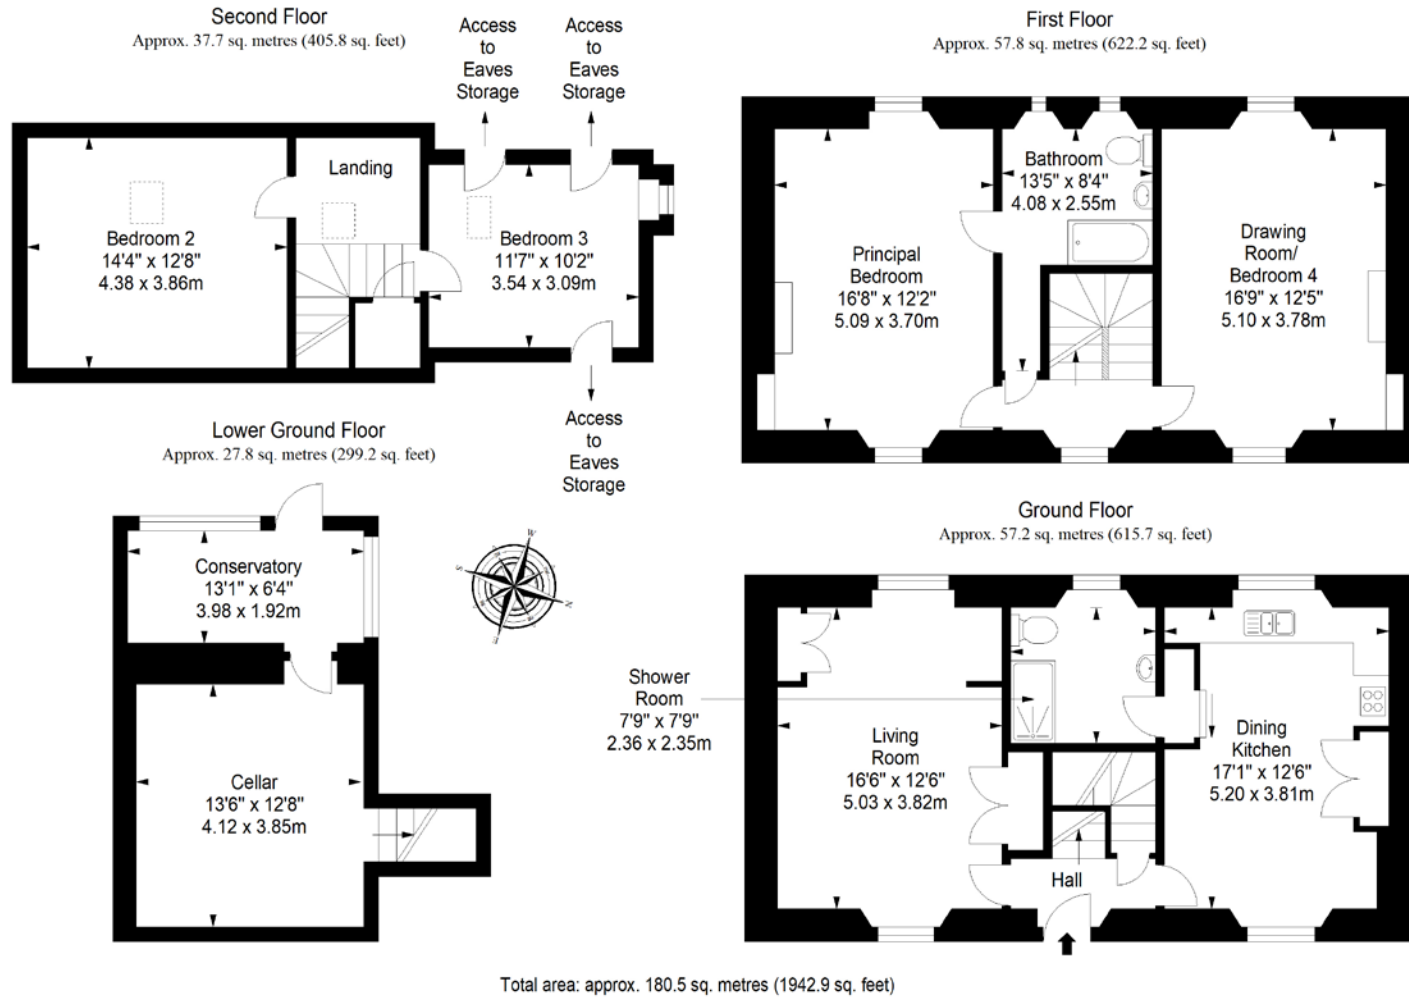 Second Floor
Approx. 37.7 sq. metres (405.8 sq. feet)
Access
to
Eaves
Storage
Access
to
Eaves
Storage
Landing
Bedroom 2
14'4" x 12'8"
4.38 x 3.86m
Bedroom 3
11'7" x 10'2"
3.54 x 3.09m
Access
to
Eaves
Storage
First Floor
Approx. 57.8 sq. metres (622.2 sq. feet)
Bathroom
13'5" x 8'4"
4.08 x 2.55m
Principal
Bedroom
16'8" x 12'2"
5.09 x 3.70m
Drawing
Room/
Bedroom 4
16'9" x 12'5"
5.10 x 3.78m
Lower Ground Floor
Approx. 27.8 sq. metres (299.2 sq. feet)
Conservatory
13'1" x 6'4"
3.98 x 1.92m
Cellar
13'6" x 12'8"
4.12 x 3.85m
W
S
N
E
Ground Floor
Approx. 57.2 sq. metres (615.7 sq. feet)
Shower
Room
7'9" x 7'9"
2.36 x 2.35m
Living
Room
16'6" x 12'6"
5.03 x 3.82m
Dining
Kitchen
17'1" x 12'6"
5.20 x 3.81m
Hall
Total area: approx. 180.5 sq. metres (1942.9 sq. feet)